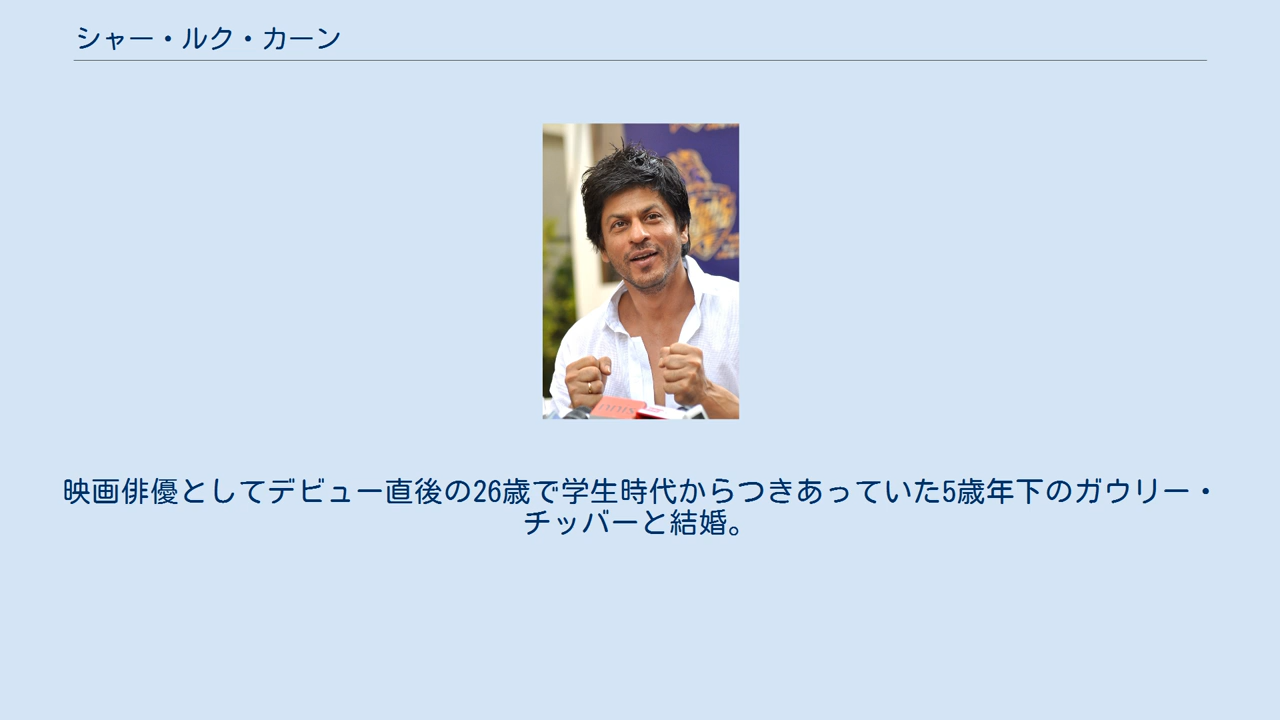 シャー・ルク・カーン
映画俳優としてデビュー直後の26歳で学生時代からつきあっていた5歳年下のガウリー・
チッバーと結婚。